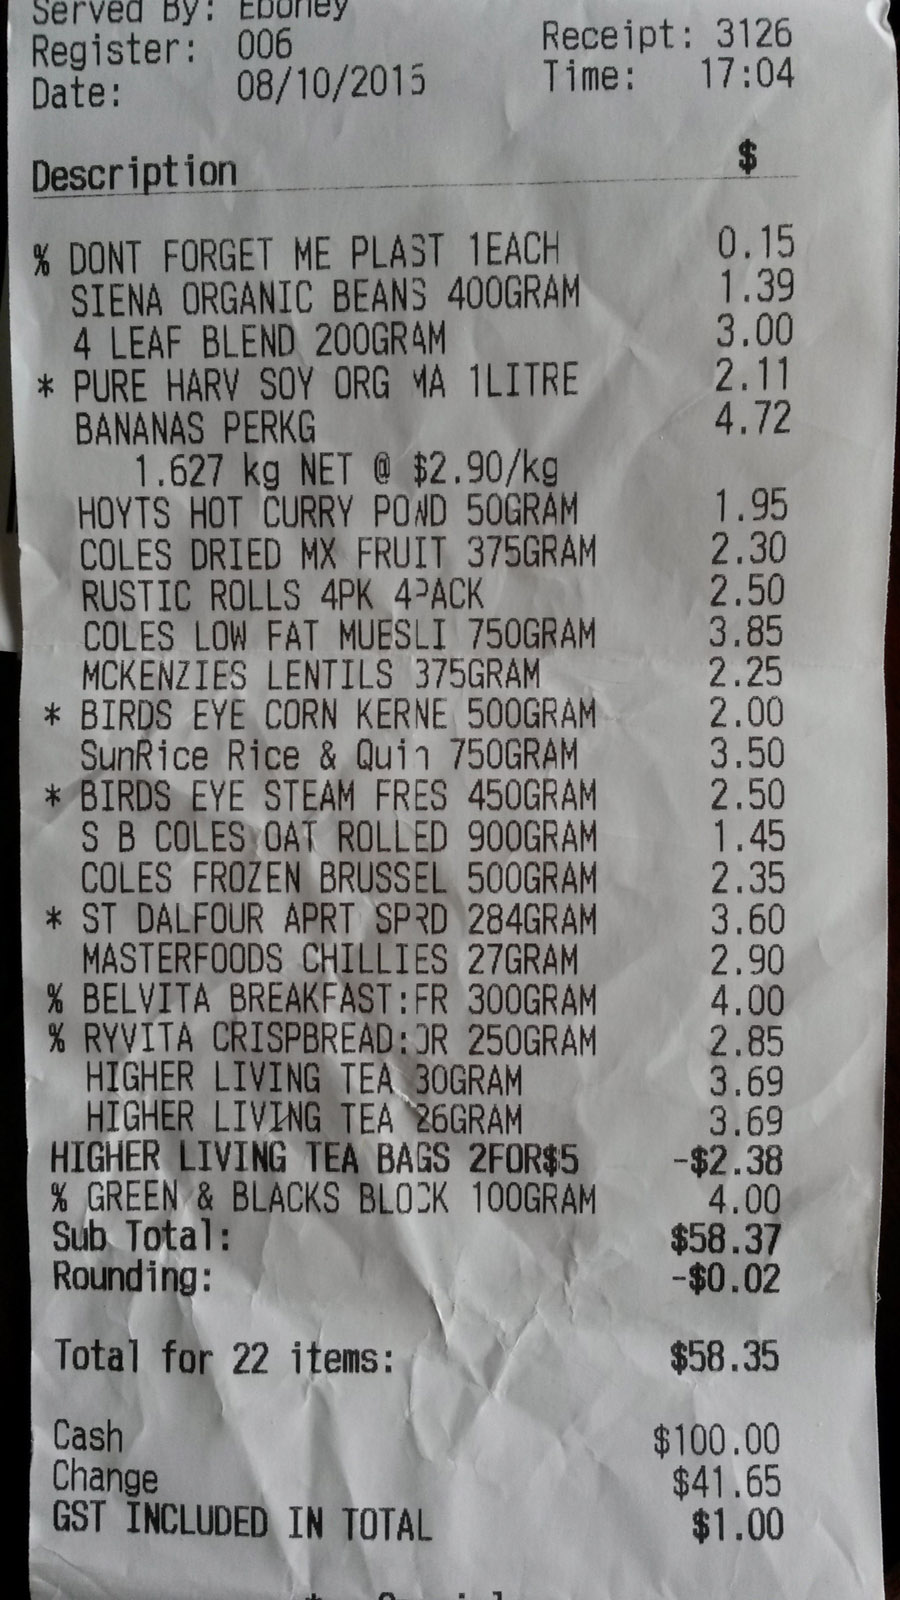 Served By: Eboney
Register: 006 Receipt: 3126
Date: 08/10/2015 Time: 17:04
Description $
% DONT FORGET ME PLAST 1EACH 0.15
SIENA ORGANIC BEANS 400GRAM 1.39
4 LEAF BLEND 200GRAM 3.00
* PURE HARV SOY ORG MA 1LITRE 2.11
BANANAS PERKG 4.72
1.627 kg NET @ $2.90/kg
HOYTS HOT CURRY POWD 50GRAM 1.95
COLES DRIED MX FRUIT 375GRAM 2.30
RUSTIC ROLLS 4PK 4PACK 2.50
COLES LOW FAT MUESLI 750GRAM 3.85
MCKENZIES LENTILS 375GRAM 2.25
* BIRDS EYE CORN KERNE 500GRAM 2.00
SunRice Rice & Quin 750GRAM 3.50
* BIRDS EYE STEAM FRES 450GRAM 2.50
S B COLES OAT ROLLED 900GRAM 1.45
COLES FROZEN BRUSSEL 500GRAM 2.35
* ST DALFOUR APRT SPRD 284GRAM 3.60
MASTERFOODS CHILLIES 27GRAM 2.90
% BELVITA BREAKFAST:FR 300GRAM 4.00
% RYVITA CRISPBREAD:OR 250GRAM 2.85
HIGHER LIVING TEA 30GRAM 3.69
HIGHER LIVING TEA 26GRAM 3.69
HIGHER LIVING TEA BAGS 2FOR$5 -$2.38
% GREEN & BLACKS BLOCK 100GRAM 4.00
Sub Total: $58.37
Rounding: -$0.02
Total for 22 items: $58.35
Cash $100.00
Change $41.65
GST INCLUDED IN TOTAL $1.00